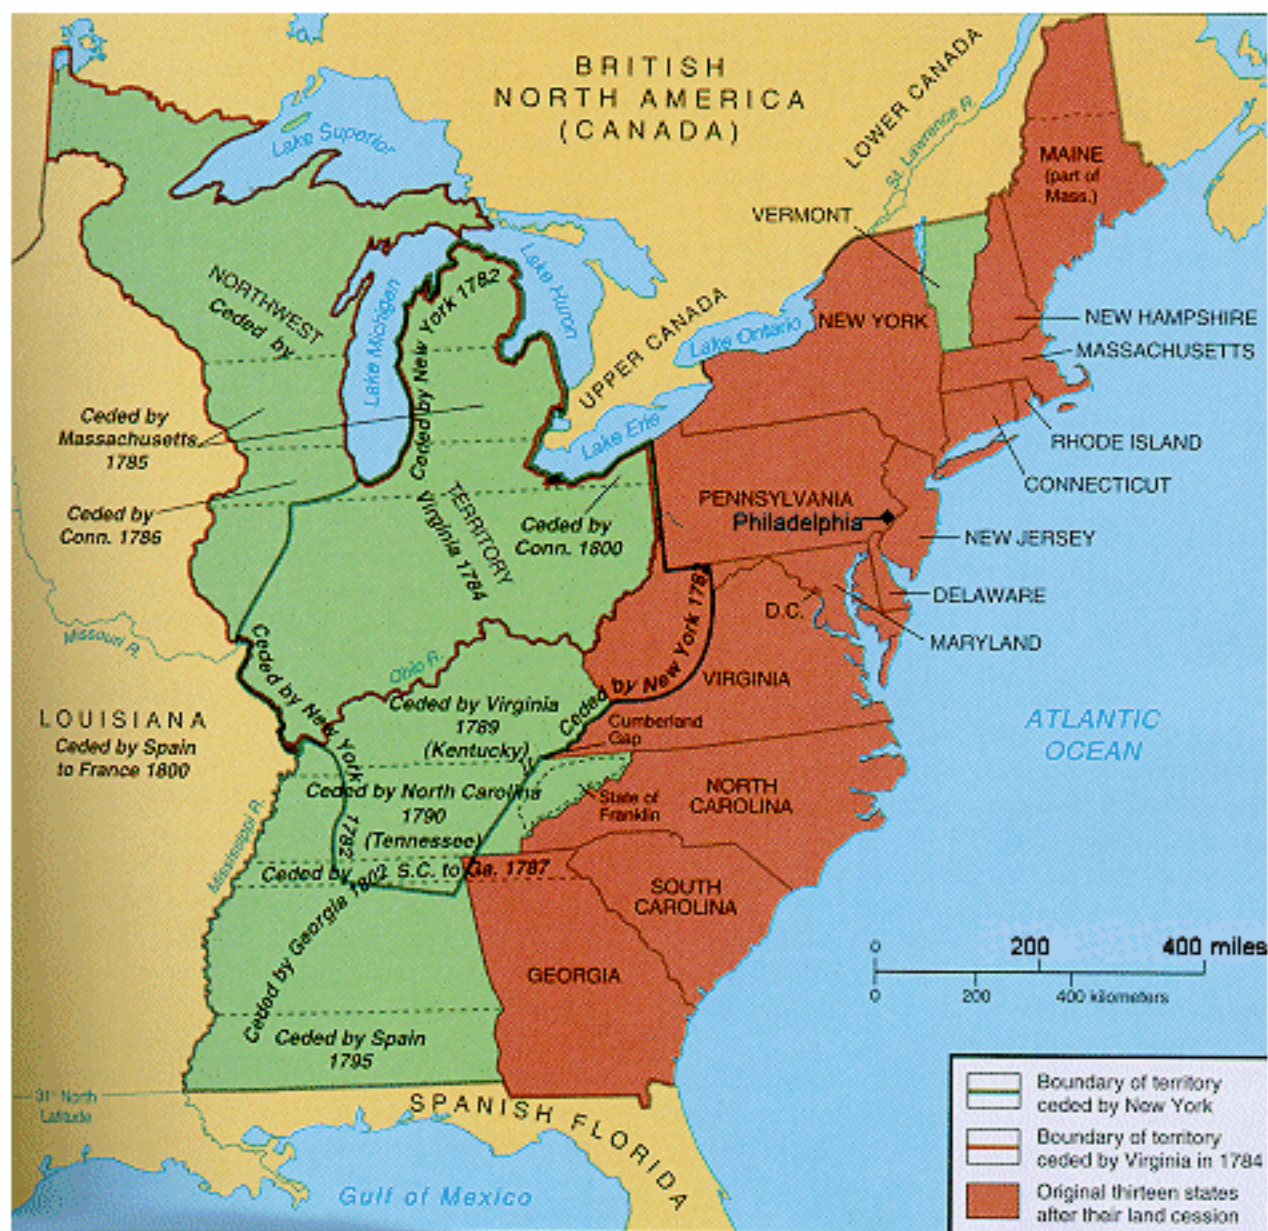 BRITISH
NORTH AMERICA
(CANADA)
LOWER CANADA
St. Lawrence R.
Lake Superior
MAINE
(part of
Mass.)
VERMONT
NORTHWEST
Ceded by
Lake Michigan
Ceded by New York 1782
Lake Huron
UPPER CANADA
Lake Ontario
NEW YORK
NEW HAMPSHIRE
MASSACHUSETTS
Ceded by
Massachusetts
1785
Lake Erie
RHODE ISLAND
CONNECTICUT
TERRITORY
Virginia 1784
PENNSYLVANIA
Philadelphia
Ceded by
Conn. 1786
Ceded by
Conn. 1800
NEW JERSEY
DELAWARE
D.C.
MARYLAND
Missouri R.
Ohio R.
Ceded by New York 1782
Ceded by New York 178
VIRGINIA
LOUISIANA
Ceded by Spain
to France 1800
Ceded by Virginia
1789
(Kentucky)
Cumberland
Gap
ATLANTIC
OCEAN
Ceded by North Carolina
1790
(Tennessee)
State of
Franklin
NORTH
CAROLINA
Mississippi R.
Ceded by S.C. to Ga. 1787
SOUTH
CAROLINA
Ceded by Georgia 1802
GEORGIA
0 200 400 miles
0 200 400 kilometers
Ceded by Spain
1795
31° North
Latitude
SPANISH FLORIDA
Gulf of Mexico
Boundary of territory
ceded by New York
Boundary of territory
ceded by Virginia in 1784
Original thirteen states
after their land cession